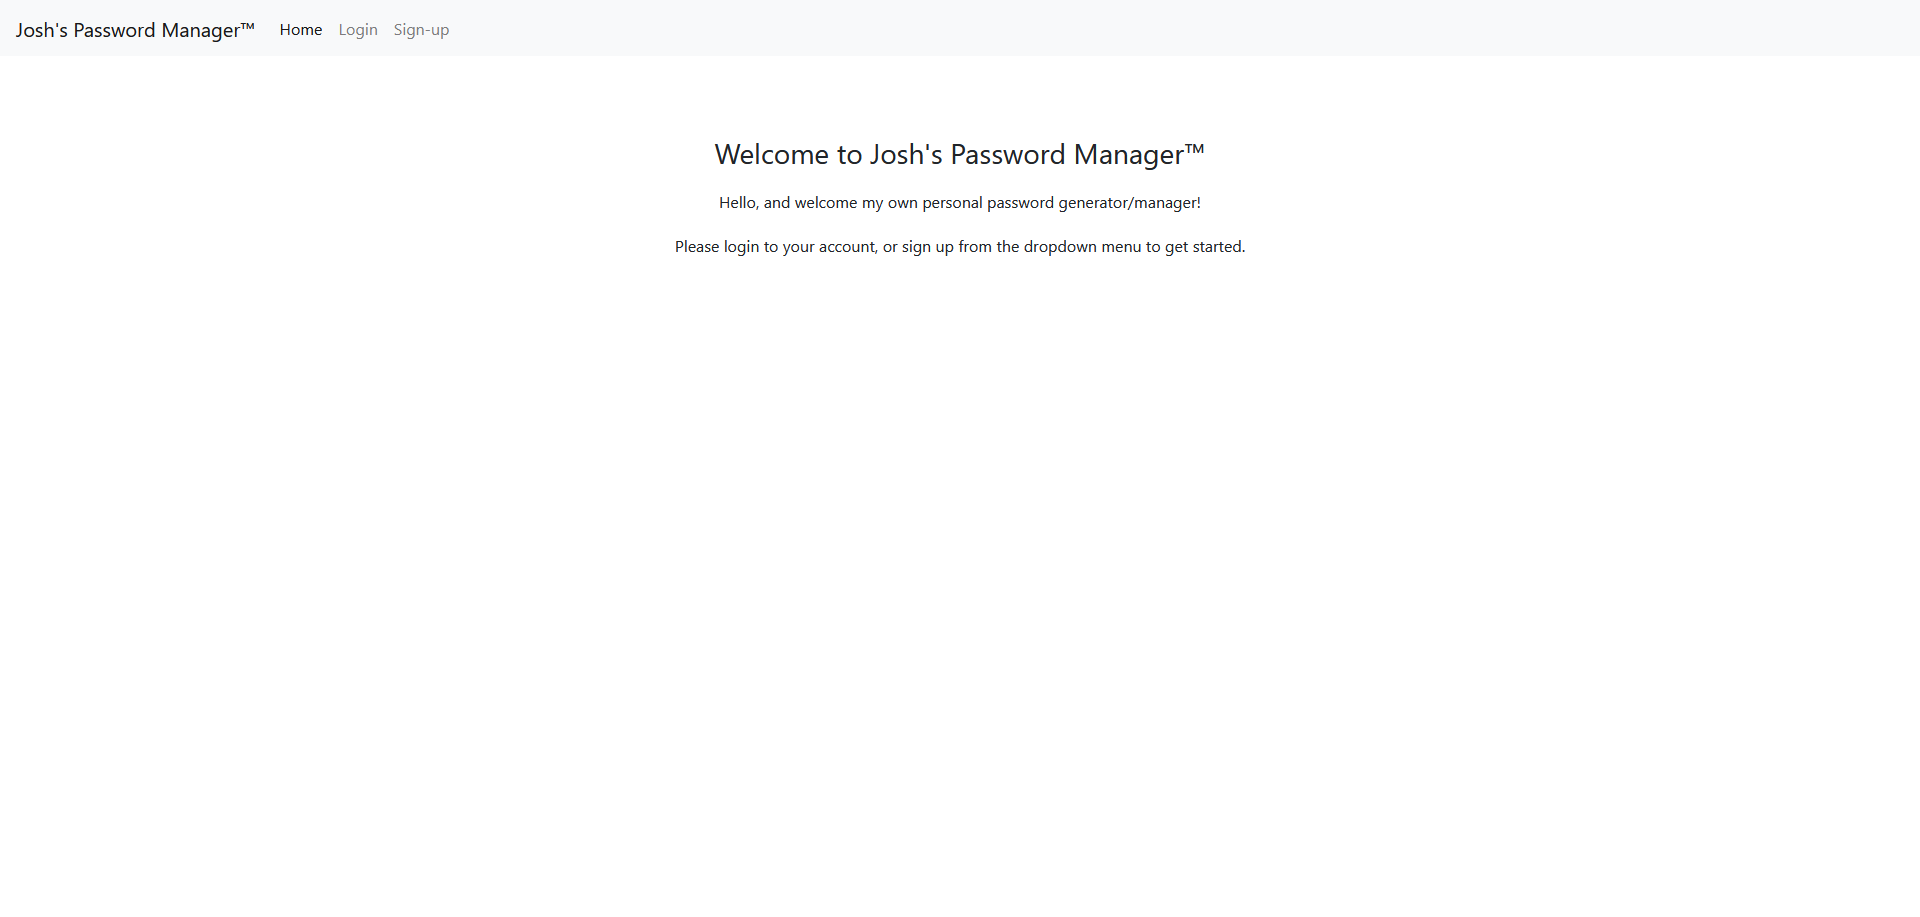 Josh's Password Manager™ Home Login Sign-up
Welcome to Josh's Password Manager™
Hello, and welcome my own personal password generator/manager!
Please login to your account, or sign up from the dropdown menu to get started.